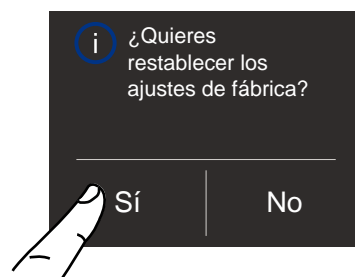 i
¿Quieres
restablecer los
ajustes de fábrica?
Sí
No